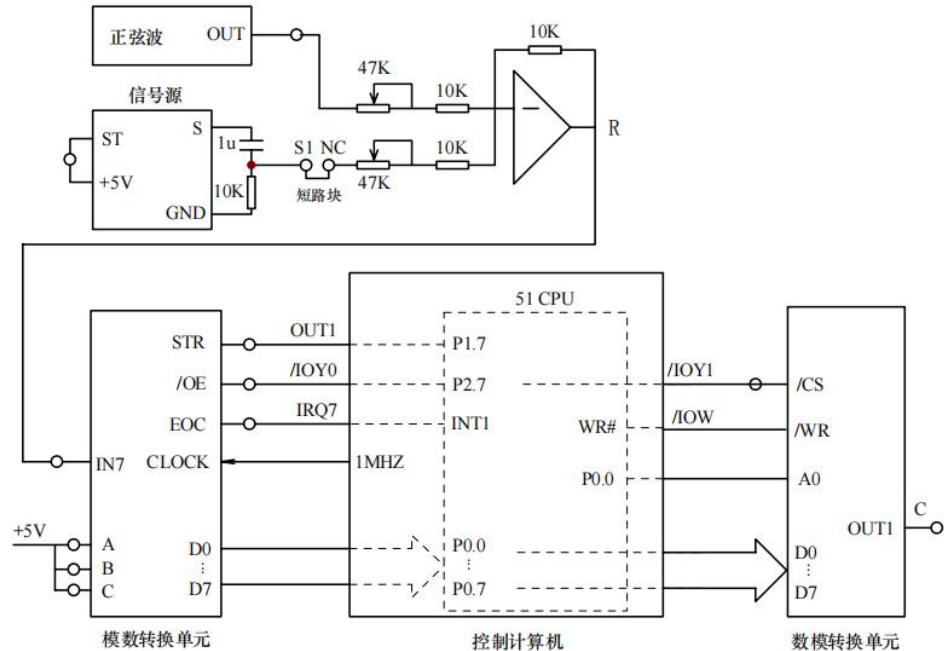 正弦波 OUT
10K
47K
10K
R
信号源
ST
S
1u
+5V
10K
GND
S1 NC
短路块
47K
10K
51 CPU
STR
OUT1
P1.7
/OE
/IOY0
P2.7
/IOY1
/CS
EOC
IRQ7
INT1
WR#
/IOW
/WR
IN7
CLOCK
1MHZ
P0.0
A0
C
OUT1
+5V
A
B
C
D0
⋮
D7
P0.0
⋮
P0.7
D0
⋮
D7
模数转换单元
控制计算机
数模转换单元